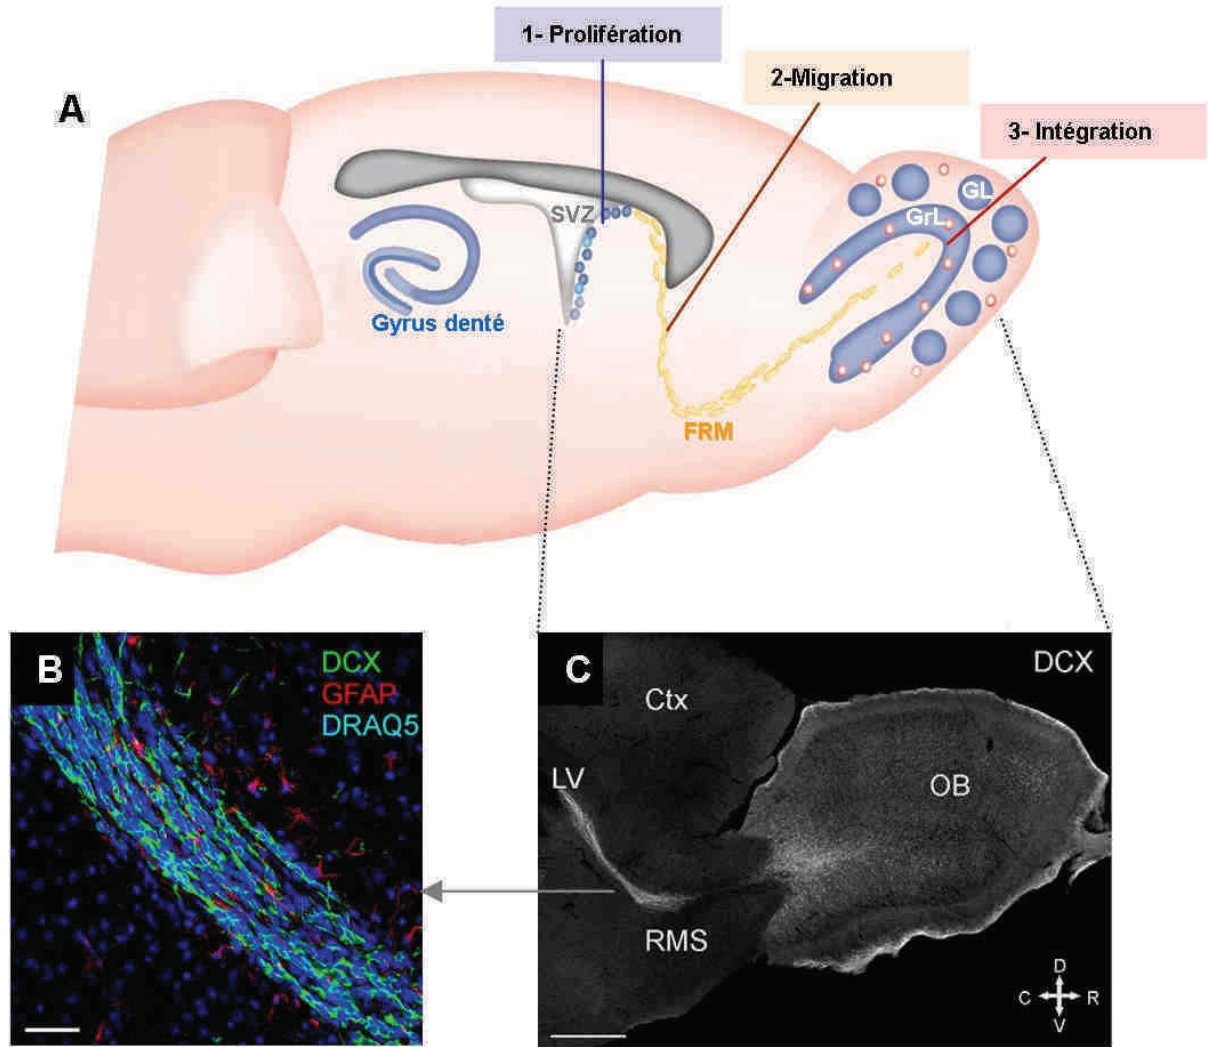 1- Prolifération
2-Migration
A
3- Intégration
GL
GrL
SVZ
Gyrus denté
FRM
B
DCX
GFAP
DRAQ5
C
DCX
Ctx
LV
OB
RMS
D
C
R
V